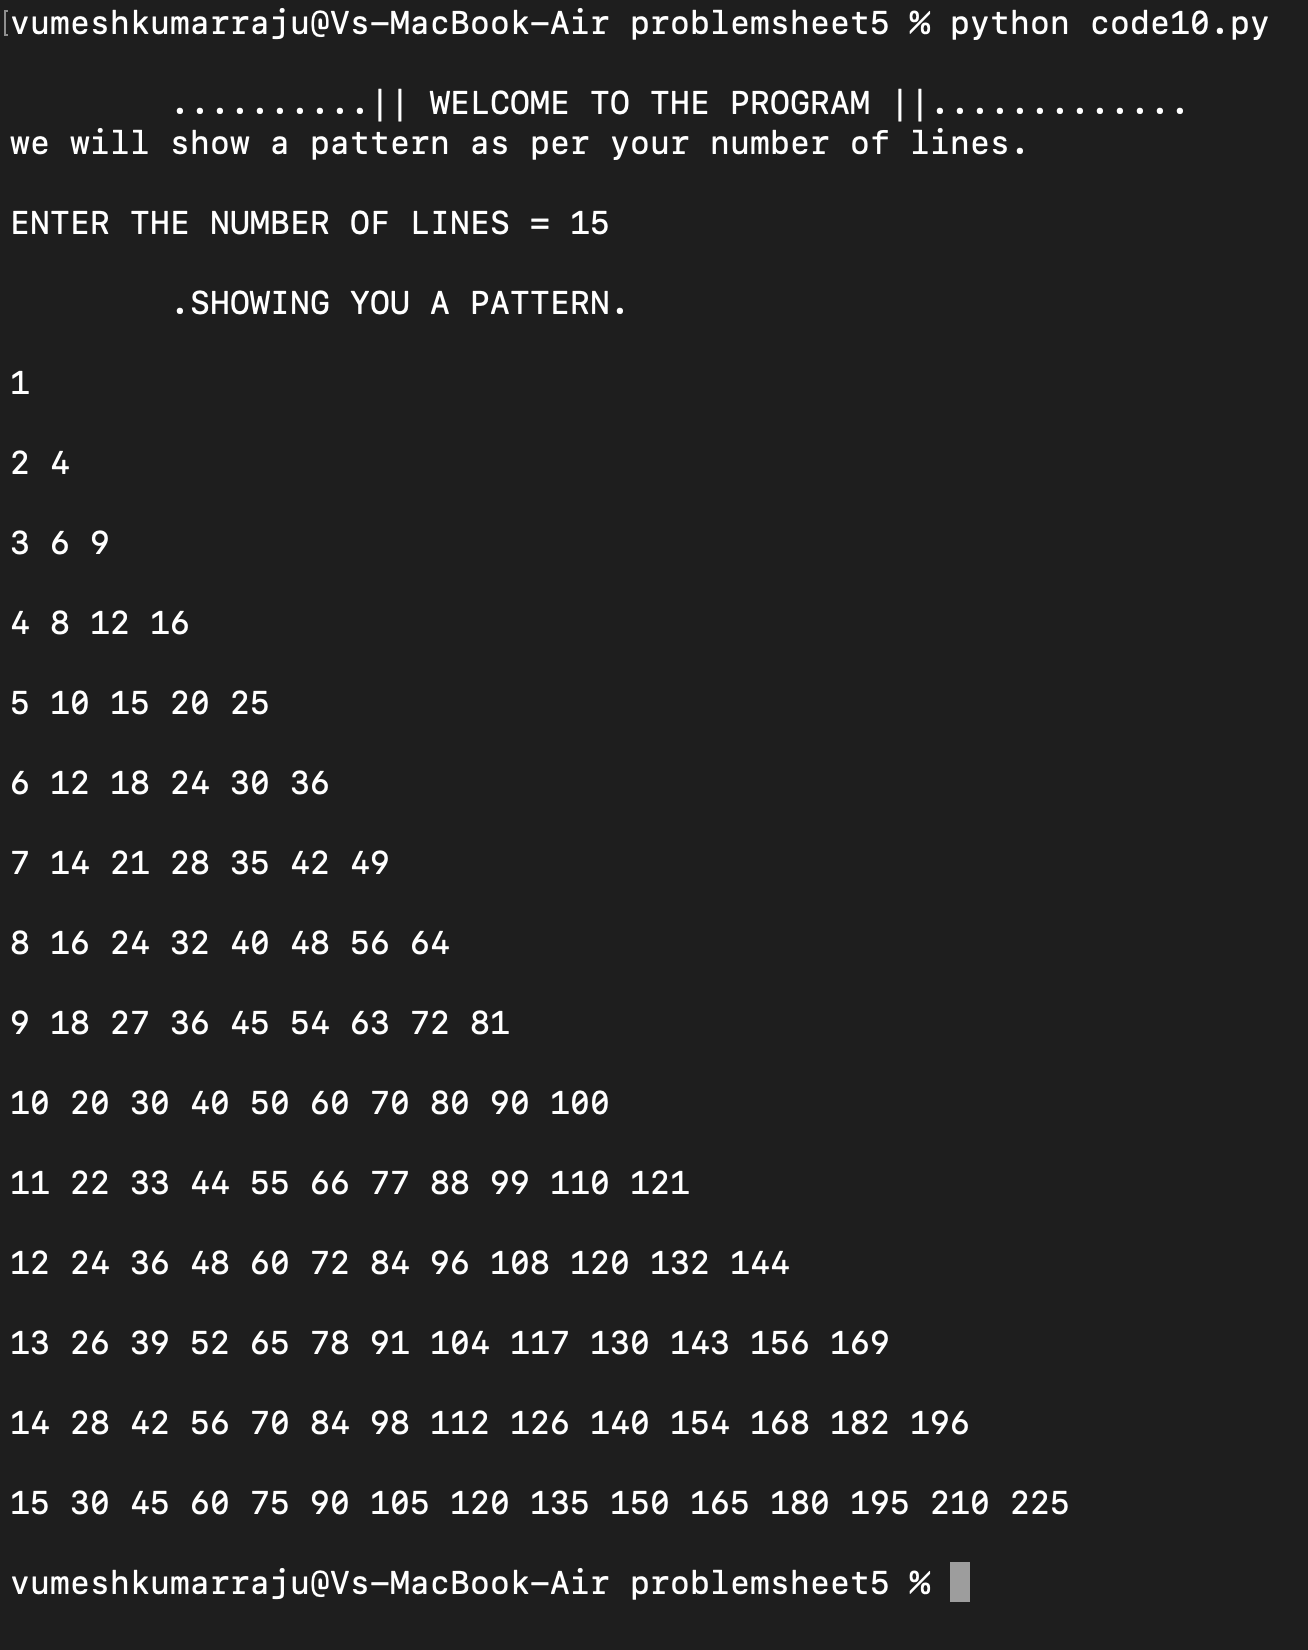 [vumeshkumarraju@Vs-MacBook-Air problemsheet5 % python code10.py
..........|| WELCOME TO THE PROGRAM ||.............
we will show a pattern as per your number of lines.
ENTER THE NUMBER OF LINES = 15
.SHOWING YOU A PATTERN.
1
2 4
3 6 9
4 8 12 16
5 10 15 20 25
6 12 18 24 30 36
7 14 21 28 35 42 49
8 16 24 32 40 48 56 64
9 18 27 36 45 54 63 72 81
10 20 30 40 50 60 70 80 90 100
11 22 33 44 55 66 77 88 99 110 121
12 24 36 48 60 72 84 96 108 120 132 144
13 26 39 52 65 78 91 104 117 130 143 156 169
14 28 42 56 70 84 98 112 126 140 154 168 182 196
15 30 45 60 75 90 105 120 135 150 165 180 195 210 225
vumeshkumarraju@Vs-MacBook-Air problemsheet5 %